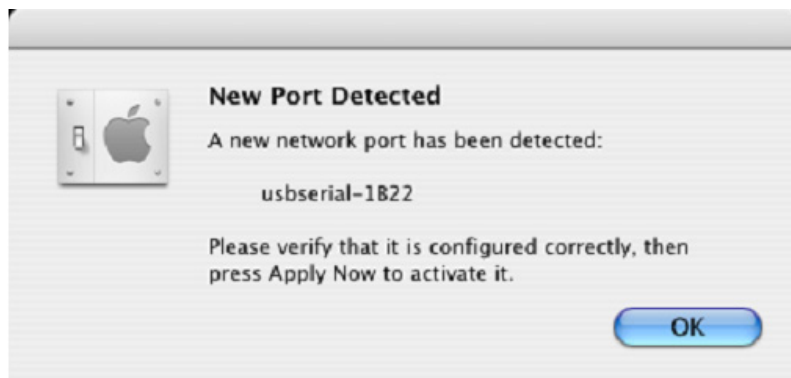 New Port Detected
A new network port has been detected:
usbserial-1B22
Please verify that it is configured correctly, then
press Apply Now to activate it.
OK